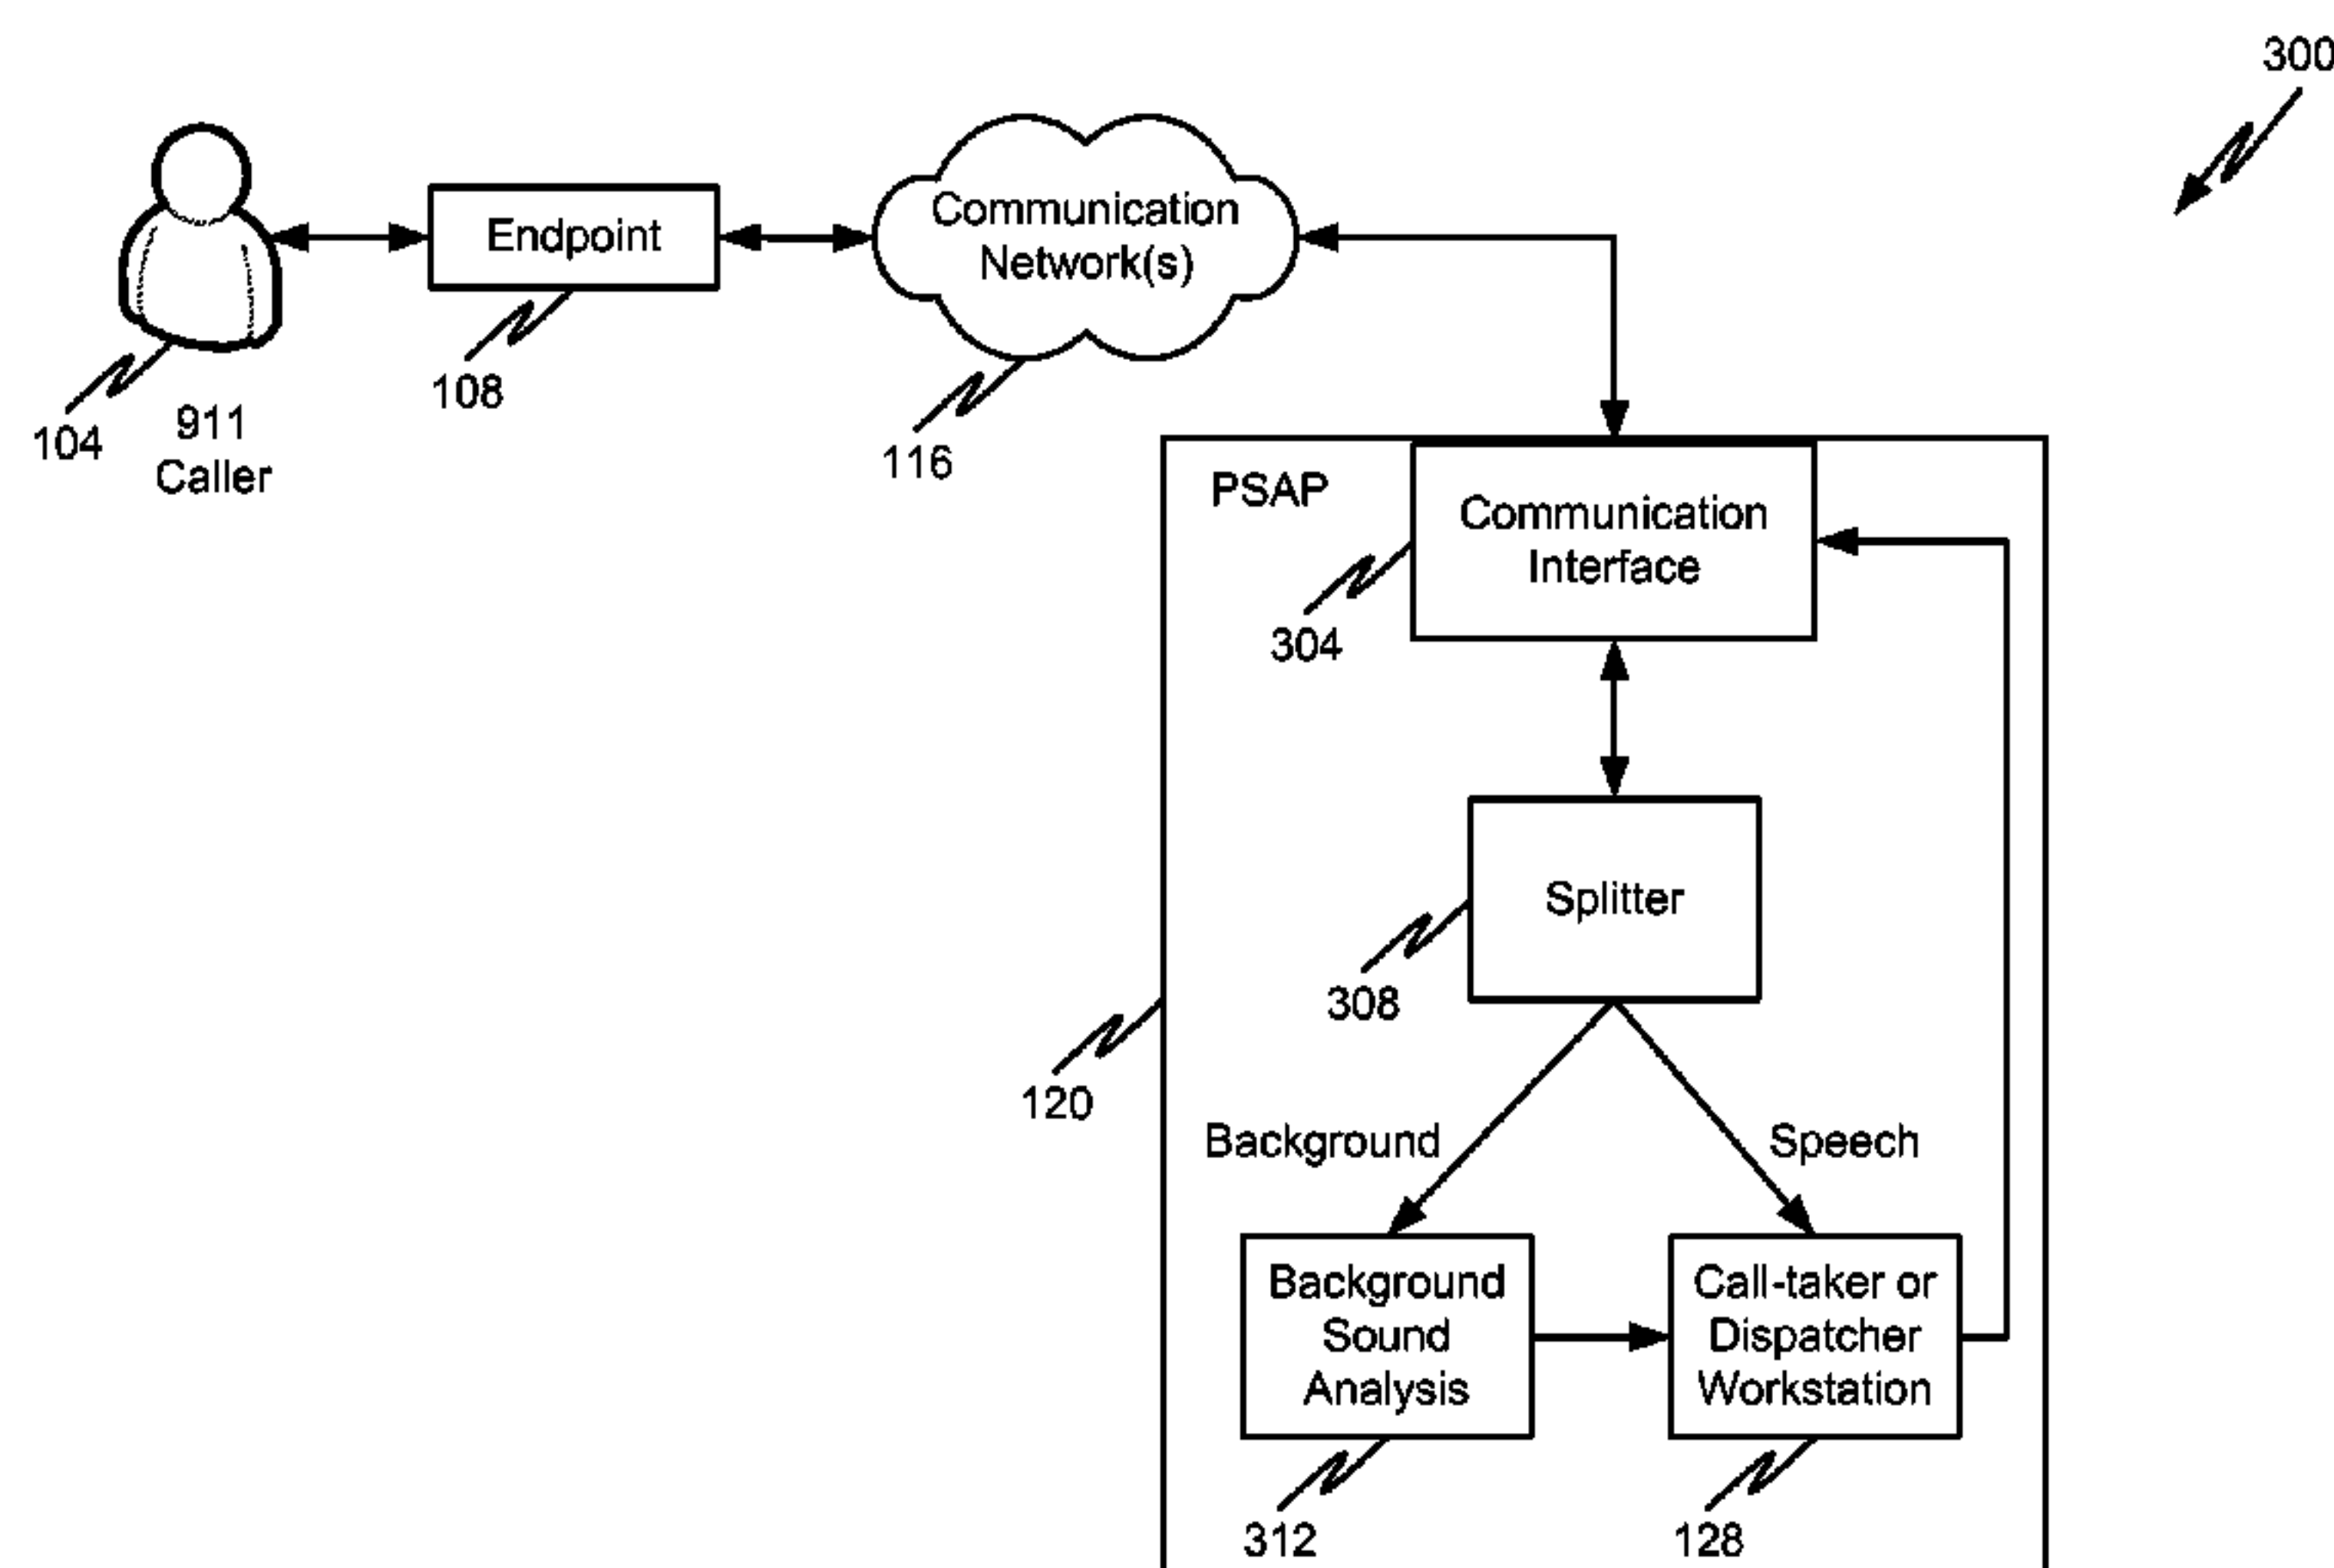 300
Endpoint
Communication
Network(s)
108
104
911
Caller
116
PSAP
Communication
Interface
304
Splitter
308
120
Background
Speech
Background
Sound
Analysis
Call-taker or
Dispatcher
Workstation
312
128